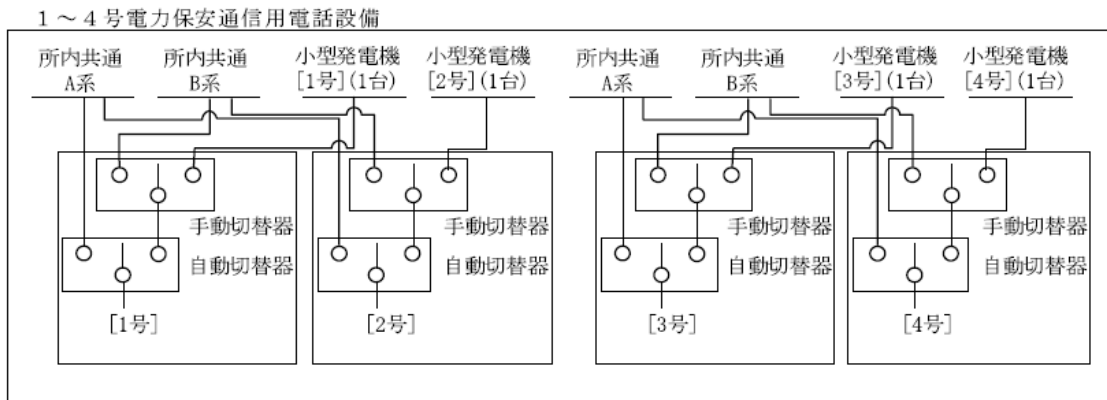 1～4号電力保安通信用電話設備
所内共通 所内共通 小型発電機 小型発電機 所内共通 所内共通 小型発電機 小型発電機
A系 B系 [1号](1台) [2号](1台) A系 B系 [3号](1台) [4号](1台)
手動切替器 手動切替器 手動切替器 手動切替器
自動切替器 自動切替器 自動切替器 自動切替器
[1号] [2号] [3号] [4号]